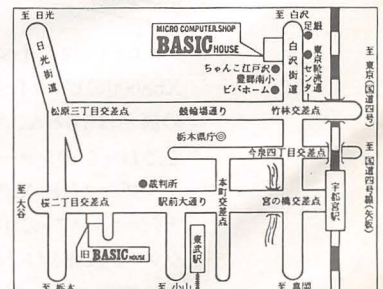 至 日光
至 白沢
日光街道
MICRO COMPUTER.SHOP
BASIC HOUSE
白沢街道
足銀
東京靴流通センター
至 東京(国道四号)
ちゃんこ江戸沢
豊郷南小
ビバホーム
松原三丁目交差点
競輪場通り
竹林交差点
栃木県庁
今泉四丁目交差点
至 国道四号線(矢板)
裁判所
本町交差点
宇都宮駅
至 大谷
桜二丁目交差点
駅前大通り
宮の橋交差点
旧 BASIC HOUSE
東武駅
至 栃木
至 小山
至 真岡